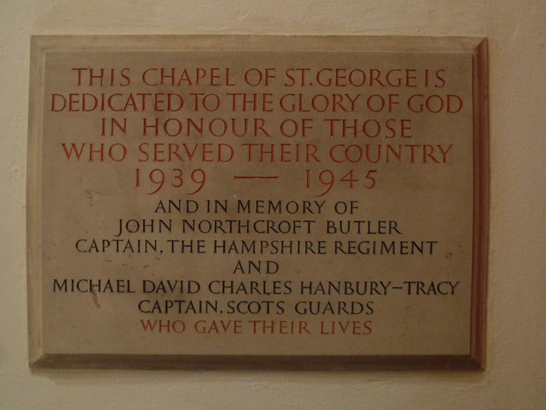 THIS CHAPEL OF ST. GEORGE IS
DEDICATED TO THE GLORY OF GOD
IN HONOUR OF THOSE
WHO SERVED THEIR COUNTRY
1939 — 1945
AND IN MEMORY OF
JOHN NORTHCROFT BUTLER
CAPTAIN, THE HAMPSHIRE REGIMENT
AND
MICHAEL DAVID CHARLES HANBURY-TRACY
CAPTAIN, SCOTS GUARDS
WHO GAVE THEIR LIVES